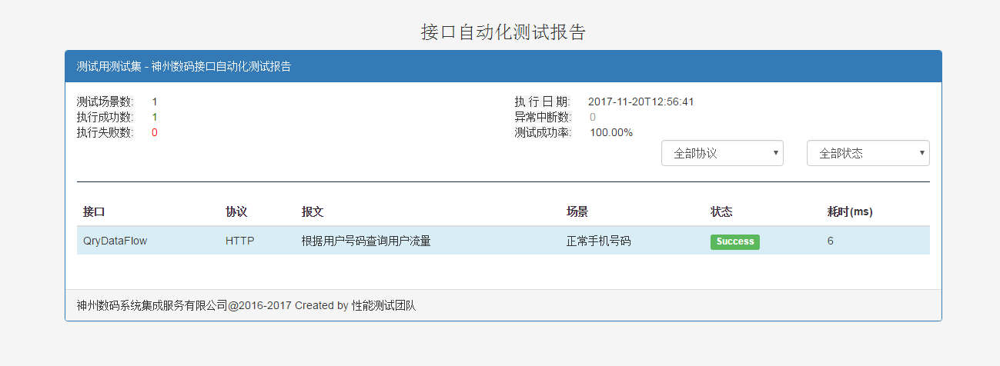 接口自动化测试报告
测试用测试集 - 神州数码接口自动化测试报告
测试场景数: 1 执 行 日 期: 2017-11-20T12:56:41
执行成功数: 1 异常中断数: 0
执行失败数: 0 测试成功率: 100.00%
全部协议 全部状态
接口 协议 报文 场景 状态 耗时(ms)
QryDataFlow HTTP 根据用户号码查询用户流量 正常手机号码 Success 6
神州数码系统集成服务有限公司@2016-2017 Created by 性能测试团队